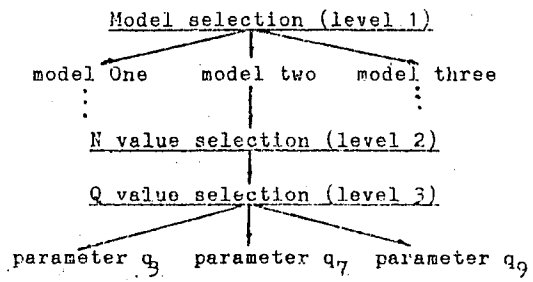 Model selection (level 1)
model One model two model three
N value selection (level 2)
Q value selection (level 3)
parameter q3 parameter q7 parameter q9